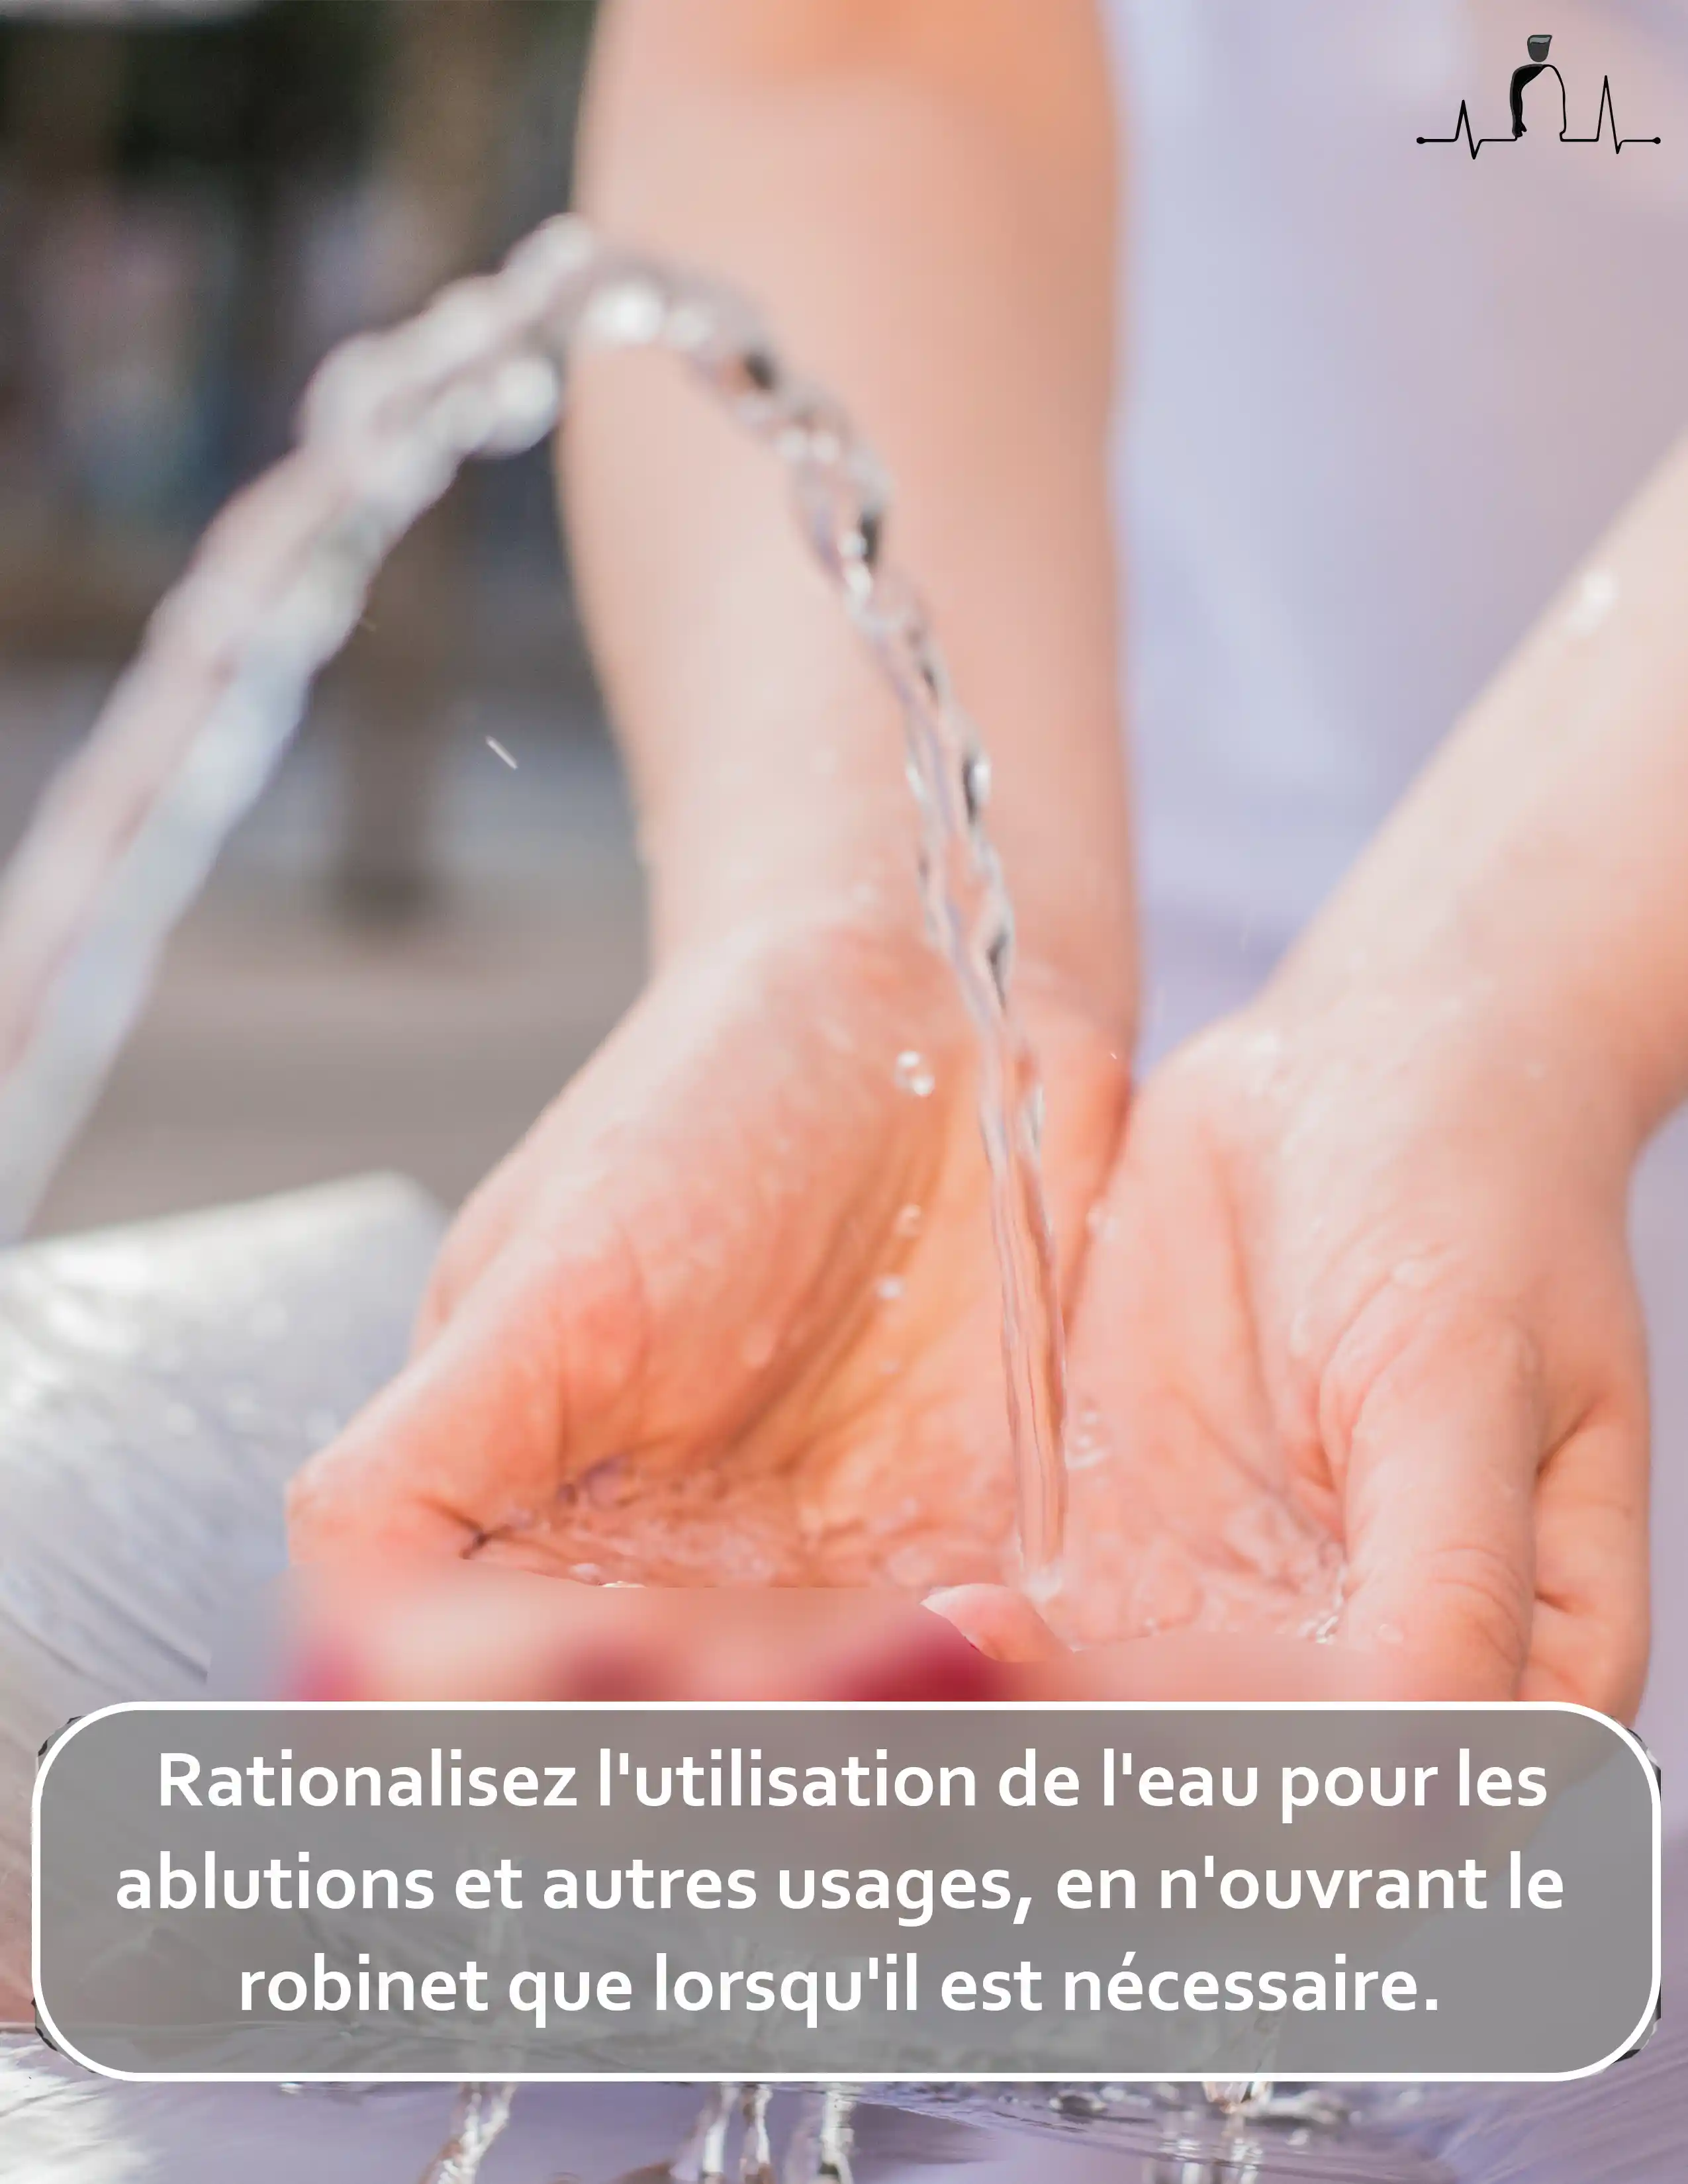 Rationalisez l'utilisation de l'eau pour les
ablutions et autres usages, en n'ouvrant le
robinet que lorsqu'il est nécessaire.